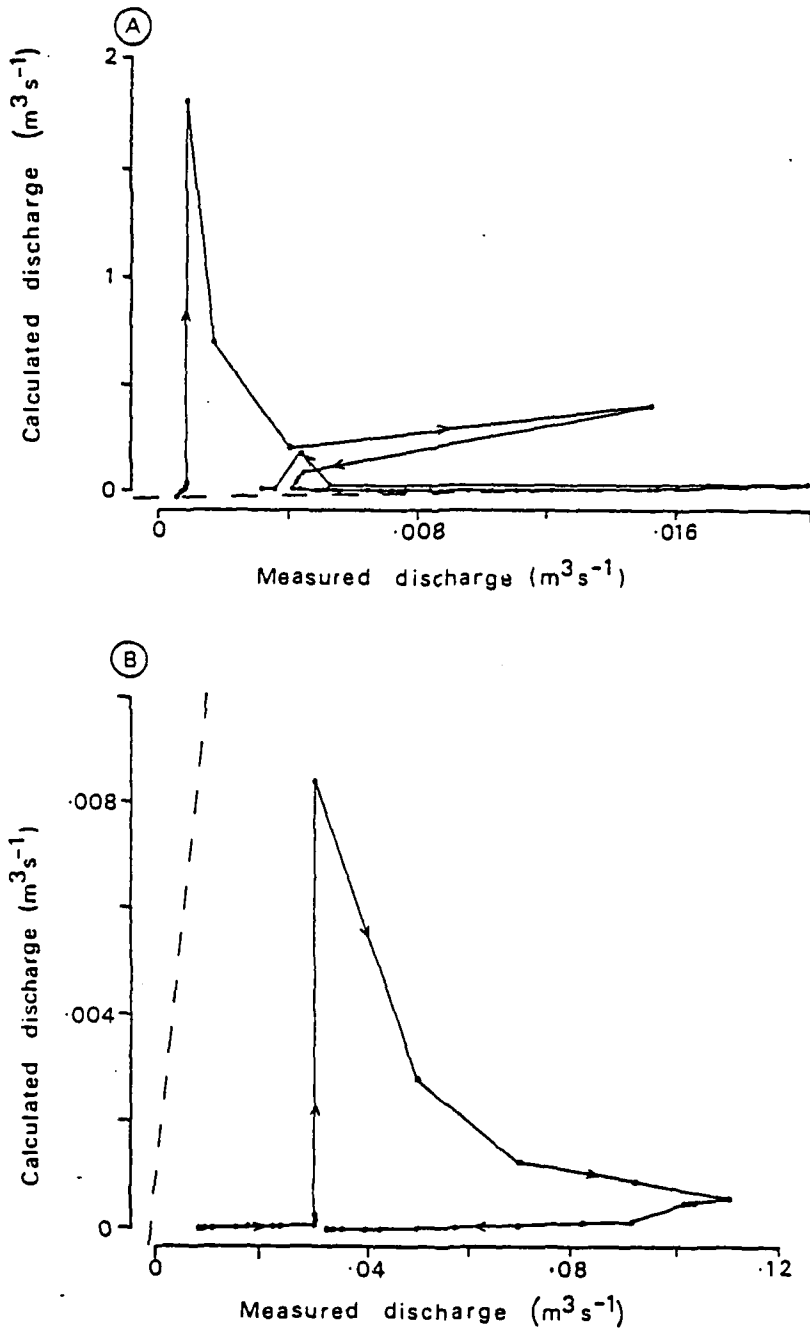 A
Calculated discharge (m³s⁻¹)
2
1
0
0
·008
·016
Measured discharge (m³s⁻¹)
B
Calculated discharge (m³s⁻¹)
·008
·004
0
0
·04
·08
·12
Measured discharge (m³s⁻¹)